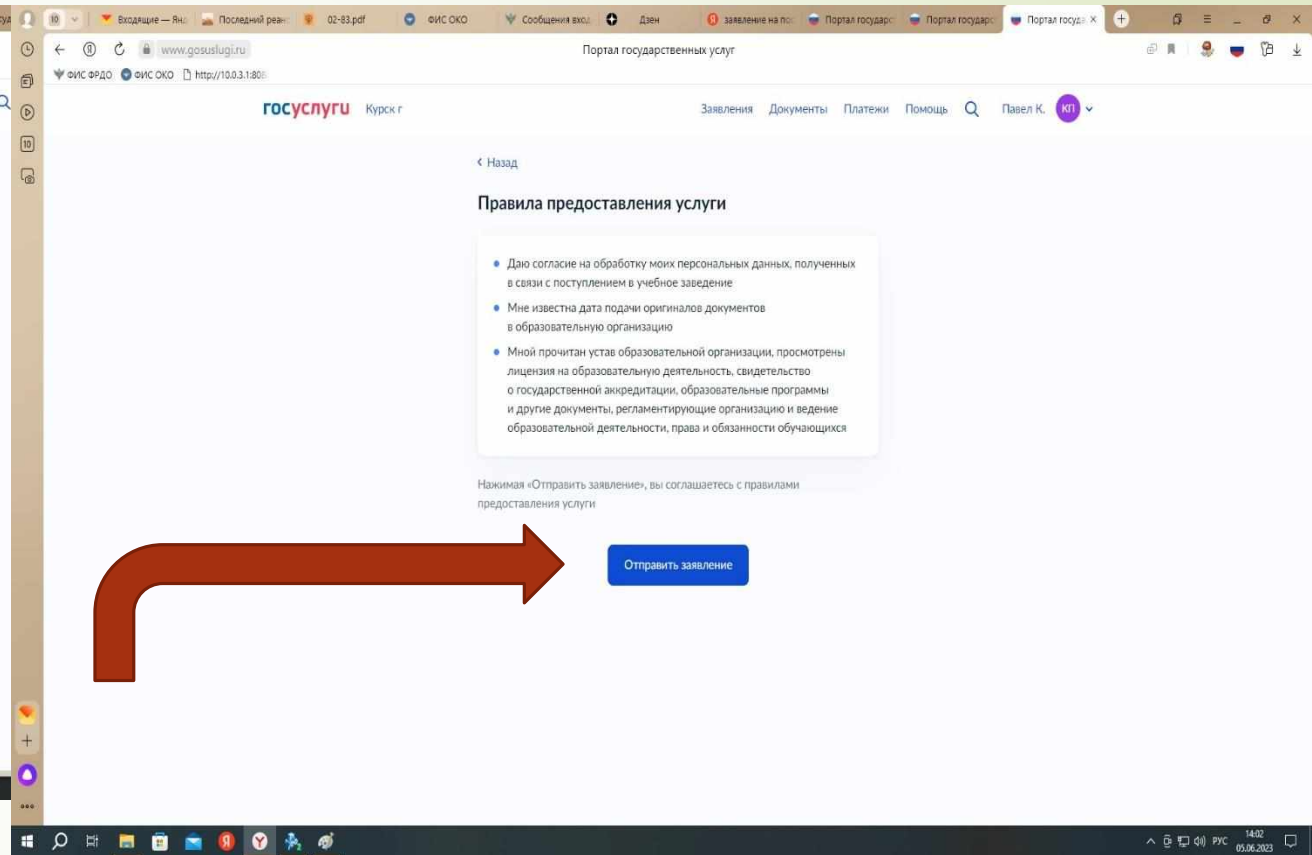 10
Входящие — Янд
Последний реан
02-83.pdf
ФИС ОКО
Сообщения вход
Дзен
заявление на пос
Портал государс
Портал государс
Портал госуда
www.gosuslugi.ru
Портал государственных услуг
ФИС ФРДО
ФИС ОКО
http://10.0.3.1:808
10
госуслуги
Курск г
Заявления
Документы
Платежи
Помощь
Павел К.
КП
Назад
Правила предоставления услуги
Даю согласие на обработку моих персональных данных, полученных
в связи с поступлением в учебное заведение
Мне известна дата подачи оригиналов документов
в образовательную организацию
Мной прочитан устав образовательной организации, просмотрены
лицензия на образовательную деятельность, свидетельство
о государственной аккредитации, образовательные программы
и другие документы, регламентирующие организацию и ведение
образовательной деятельности, права и обязанности обучающихся
Нажимая «Отправить заявление», вы соглашаетесь с правилами
предоставления услуги
Отправить заявление
РУС
14:02
05.06.2023